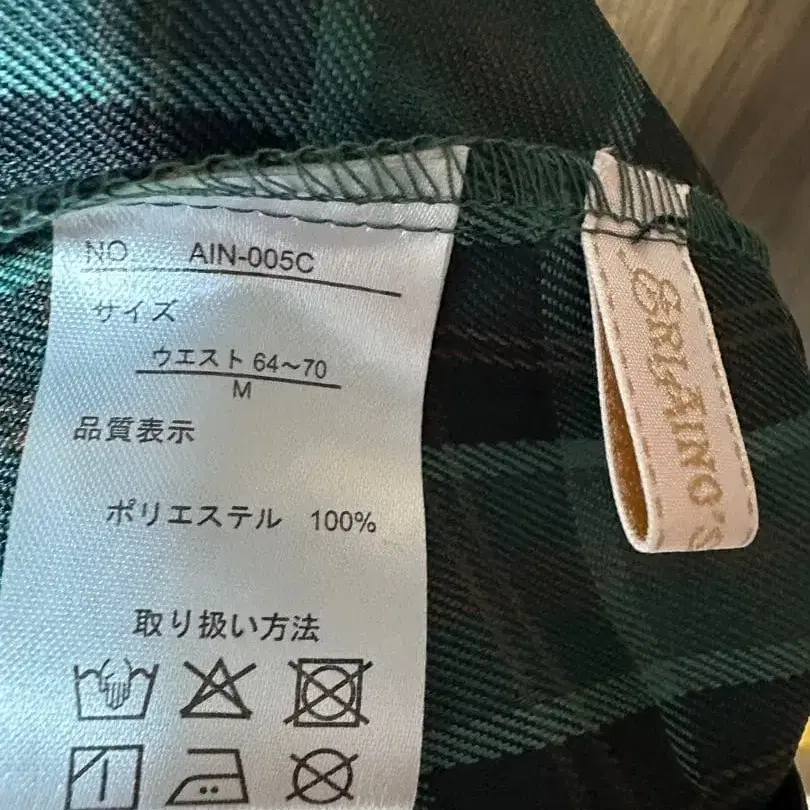 NO AIN-005C
サイズ
ウエスト 64~70
M
品質表示
ポリエステル 100%
取り扱い方法
ERLAINO'S